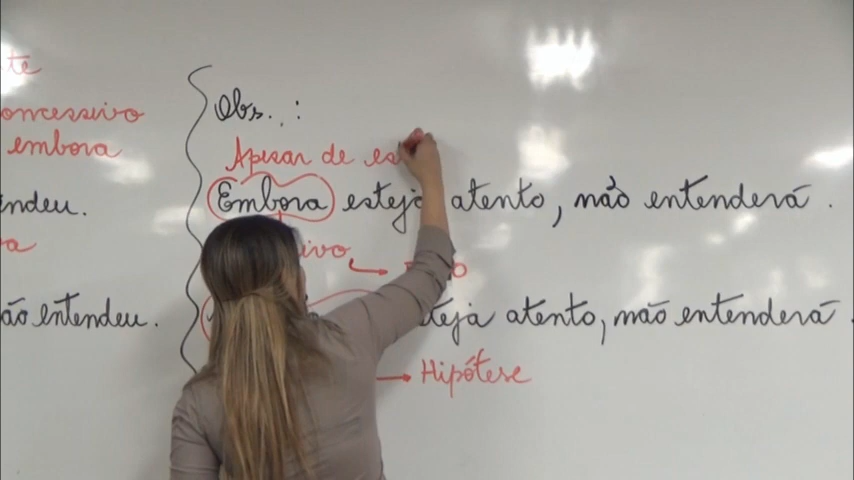 te
oncessivo
embora
ndeu.
a
ão entendeu.
Obs..:
Apesar de es
Embora esteja atento, não entenderá.
ivo
o
teja atento, não entenderá.
Hipótese